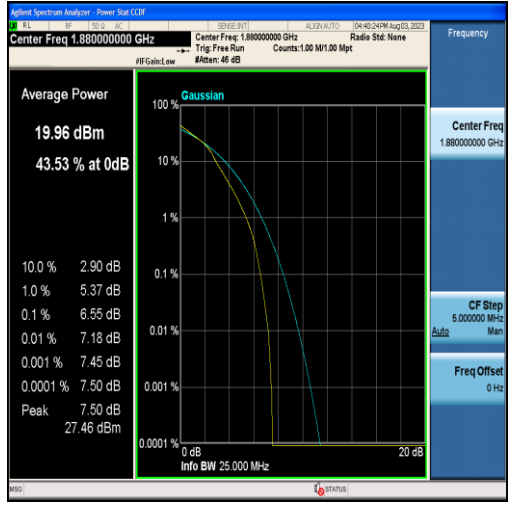 Agilent Spectrum Analyzer - Power Stat CCDF
RL RF 50 Ω AC SENSE:INT ALIGN AUTO 04:40:24 PM Aug 03, 2023
Center Freq 1.880000000 GHz
Center Freq: 1.880000000 GHz Radio Std: None
Trig: Free Run Counts:1.00 M/1.00 Mpt
#IFGain:Low #Atten: 46 dB
Frequency
Average Power
19.96 dBm
43.53 % at 0dB
10.0 % 2.90 dB
1.0 % 5.37 dB
0.1 % 6.55 dB
0.01 % 7.18 dB
0.001 % 7.45 dB
0.0001 % 7.50 dB
Peak 7.50 dB
27.46 dBm
Gaussian
100 %
10 %
1 %
0.1 %
0.01 %
0.001 %
0.0001 %
0 dB 20 dB
Info BW 25.000 MHz
Center Freq
1.880000000 GHz
CF Step
5.000000 MHz
Auto Man
Freq Offset
0 Hz
MSG STATUS